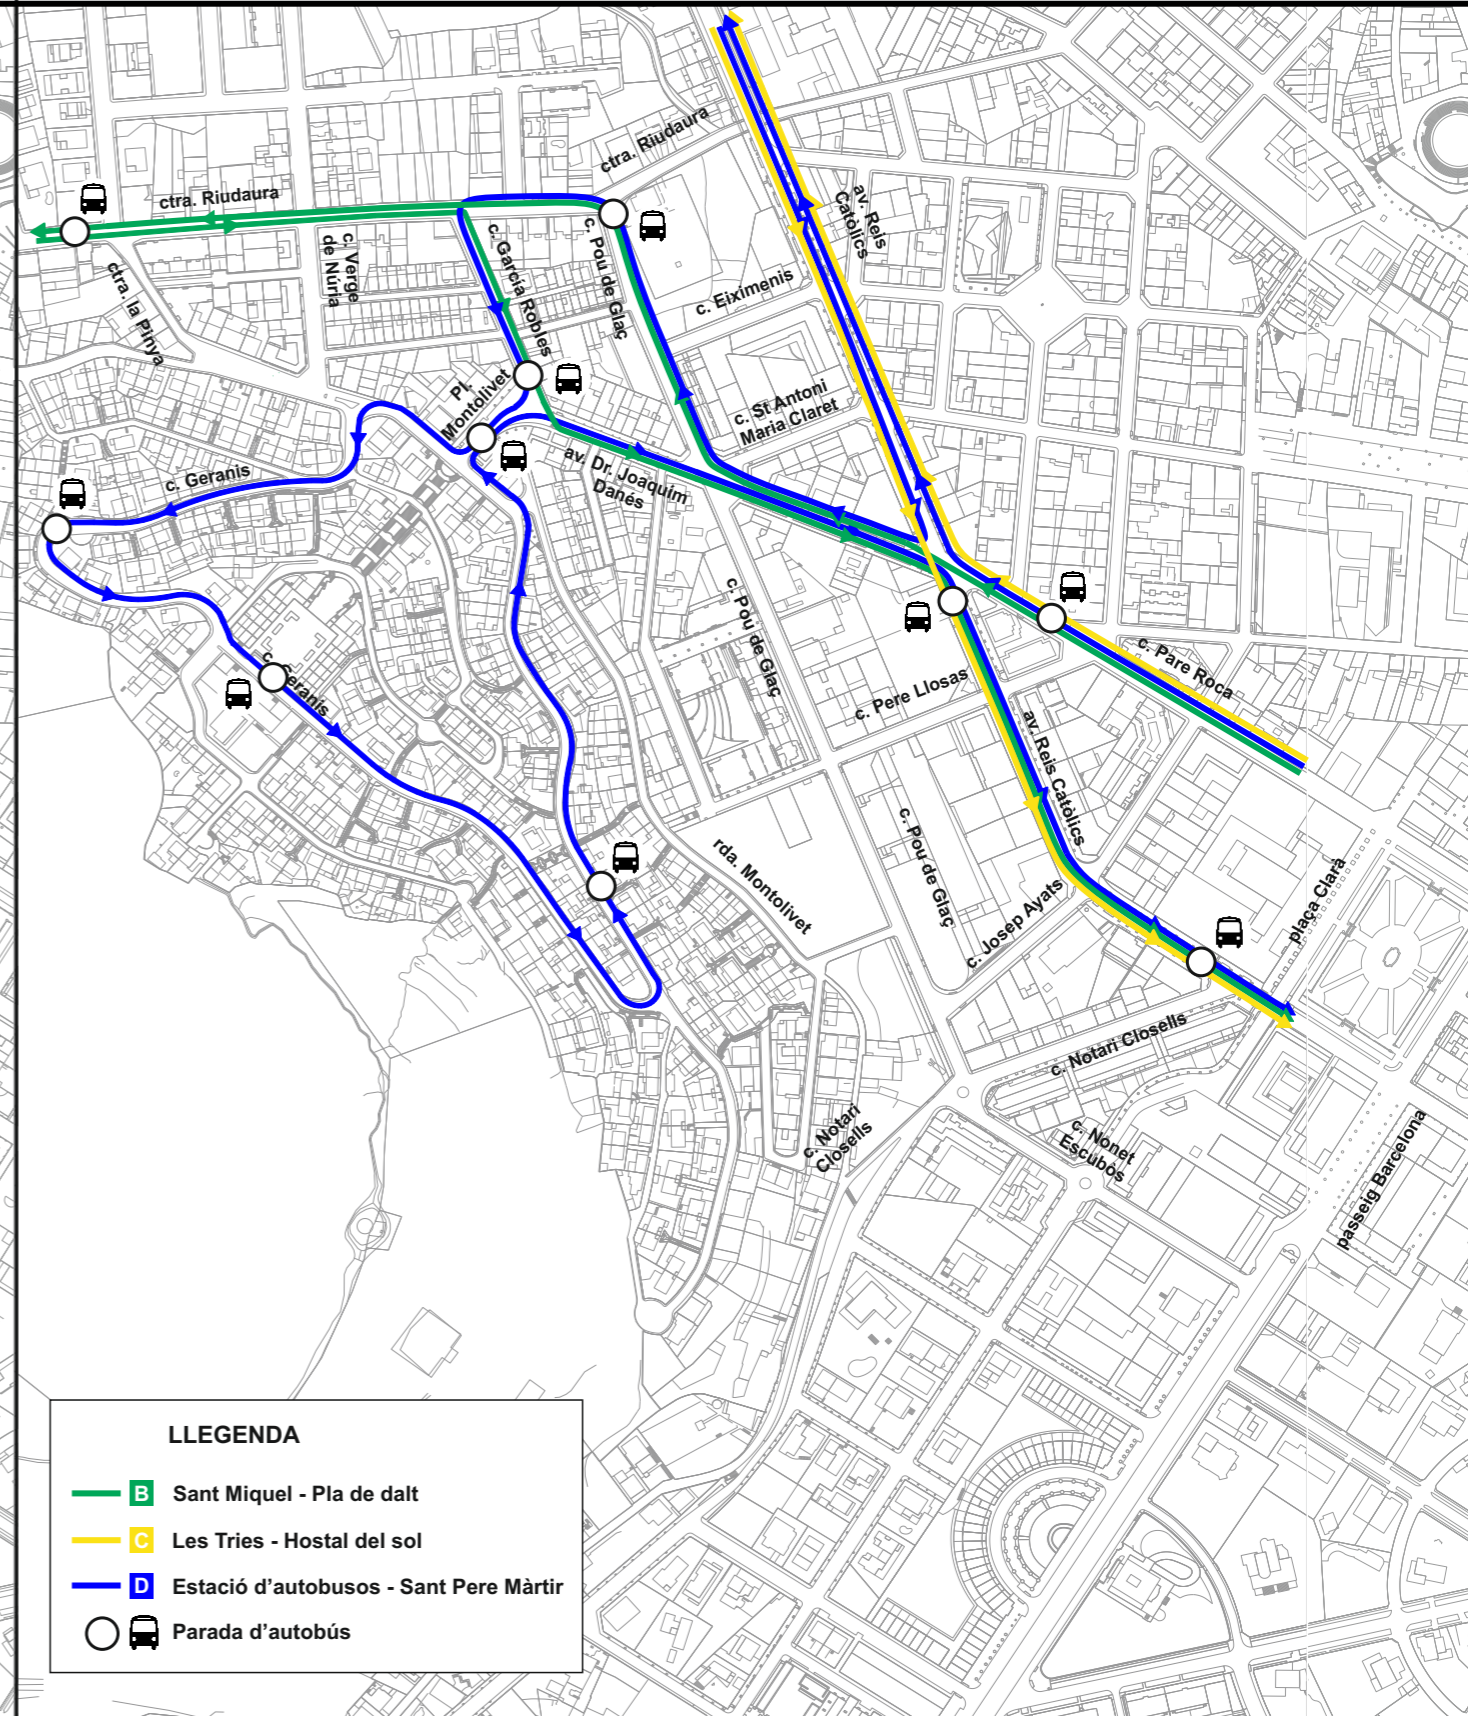 ctra. Riudaura
av. Reis
Catòlics
ctra. Riudaura
c. Verge
de Núria
c. García Robles
c. Pou de Glaç
ctra. la Pinya
c. Eiximenis
Pl.
Montolivet
c. St Antoni
Maria Claret
c. Geranis
av. Dr. Joaquim
Danés
c. Pou de Glaç
c. Geranis
c. Pare Roca
c. Pere Llosas
av. Reis Catòlics
c. Pou de Glaç
rda. Montolivet
c. Josep Ayats
plaça Clarà
c. Notari Closells
c. Notari
Closells
c. Nonet
Escubós
passeig Barcelona
LLEGENDA
B Sant Miquel - Pla de dalt
C Les Tries - Hostal del sol
D Estació d’autobusos - Sant Pere Màrtir
Parada d’autobús